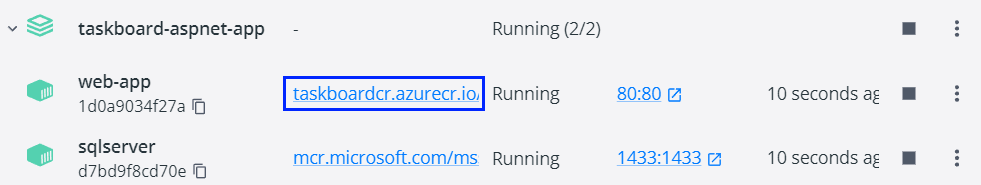 taskboard-aspnet-app - Running (2/2)
web-app
1d0a9034f27a taskboardcr.azurecr.io/ Running 80:80 10 seconds ag
sqlserver
d7bd9f8cd70e mcr.microsoft.com/ms Running 1433:1433 10 seconds ag